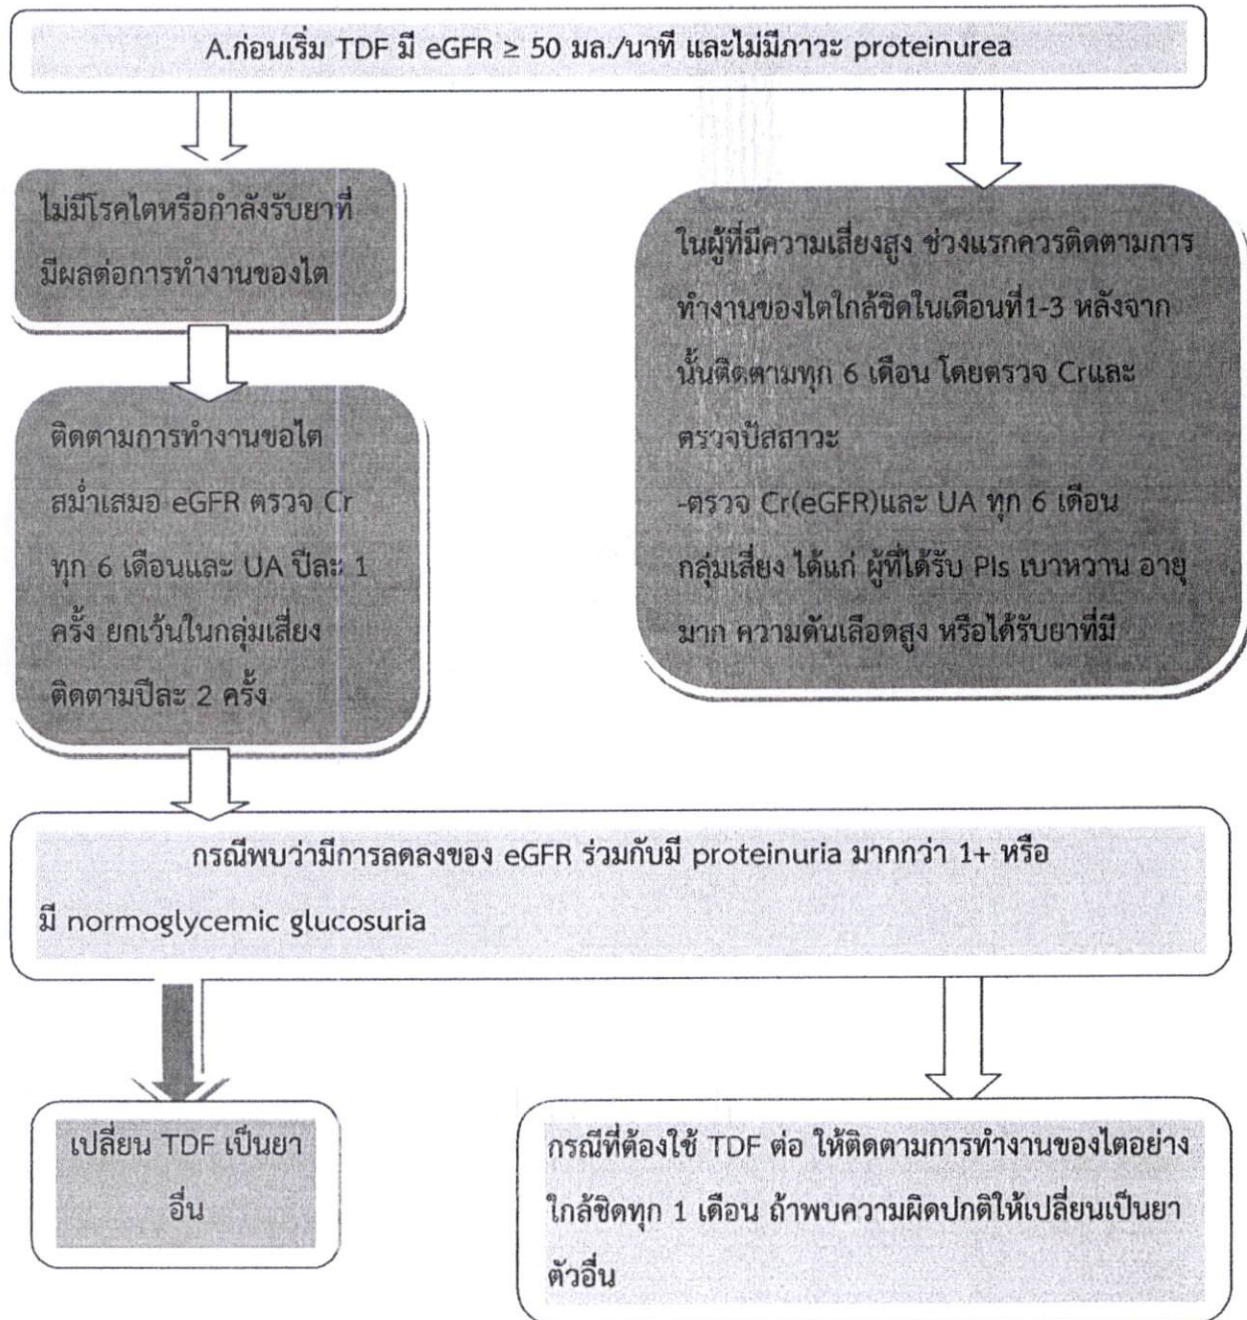 A.ก่อนเริ่ม TDF มี eGFR ≥ 50 มล./นาที และไม่มีภาวะ proteinurea
ไม่มีโรคไตหรือกำลังรับยาที่
มีผลต่อการทำงานของไต
ในผู้ที่มีความเสี่ยงสูง ช่วงแรกควรติดตามการ
ทำงานของไตใกล้ชิดในเดือนที่1-3 หลังจาก
นั้นติดตามทุก 6 เดือน โดยตรวจ Crและ
ตรวจปัสสาวะ
-ตรวจ Cr(eGFR)และ UA ทุก 6 เดือน
กลุ่มเสี่ยง ได้แก่ ผู้ที่ได้รับ PIs เบาหวาน อายุ
มาก ความดันเลือดสูง หรือได้รับยาที่มี
ติดตามการทำงานขอไต
สม่ำเสมอ eGFR ตรวจ Cr
ทุก 6 เดือนและ UA ปีละ 1
ครั้ง ยกเว้นในกลุ่มเสี่ยง
ติดตามปีละ 2 ครั้ง
กรณีพบว่ามีการลดลงของ eGFR ร่วมกับมี proteinuria มากกว่า 1+ หรือ
มี normoglycemic glucosuria
เปลี่ยน TDF เป็นยา
อื่น
กรณีที่ต้องใช้ TDF ต่อ ให้ติดตามการทำงานของไตอย่าง
ใกล้ชิดทุก 1 เดือน ถ้าพบความผิดปกติให้เปลี่ยนเป็นยา
ตัวอื่น